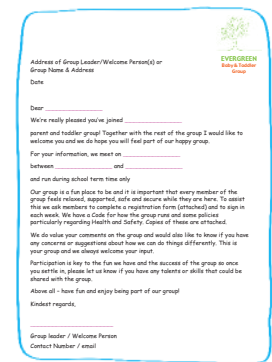 EVERGREEN
Baby & Toddler
Group
Address of Group Leader/Welcome Person(s) or
Group Name & Address
Date
Dear
We're really pleased you've joined
parent and toddler group! Together with the rest of the group I would like to
welcome you and we do hope you will feel part of our happy group.
For your information, we meet on
between and
and run during school term time only
Our group is a fun place to be and it is important that every member of the
group feels relaxed, supported, safe and secure while they are here. To assist
this we ask members to complete a registration form (attached) and to sign in
each week. We have a Code for how the group runs and some policies
particularly regarding Health and Safety. Copies of these are attached.
We do value your comments on the group and would also like to know if you have
any concerns or suggestions about how we can do things differently. This is
your group and we always welcome your input.
Participation is key to the fun we have and the success of the group so once
you settle in, please let us know if you have any talents or skills that could be
shared with the group.
Above all – have fun and enjoy being part of our group!
Kindest regards,
Group leader / Welcome Person
Contact Number / email